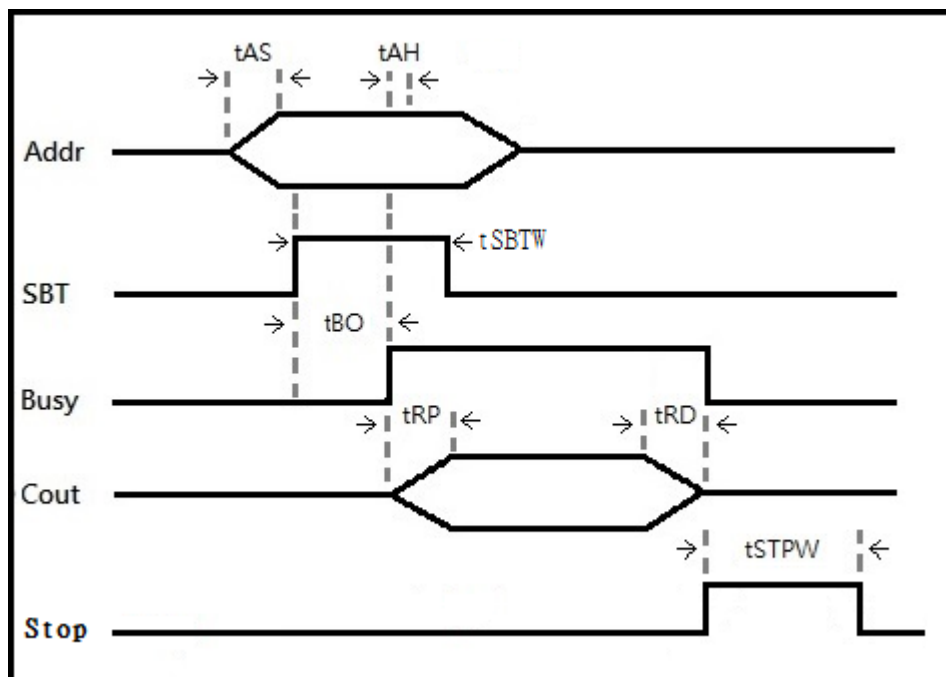 tAS tAH
Addr
tSBTW
SBT
tBO
Busy
tRP tRD
Cout
tSTPW
Stop